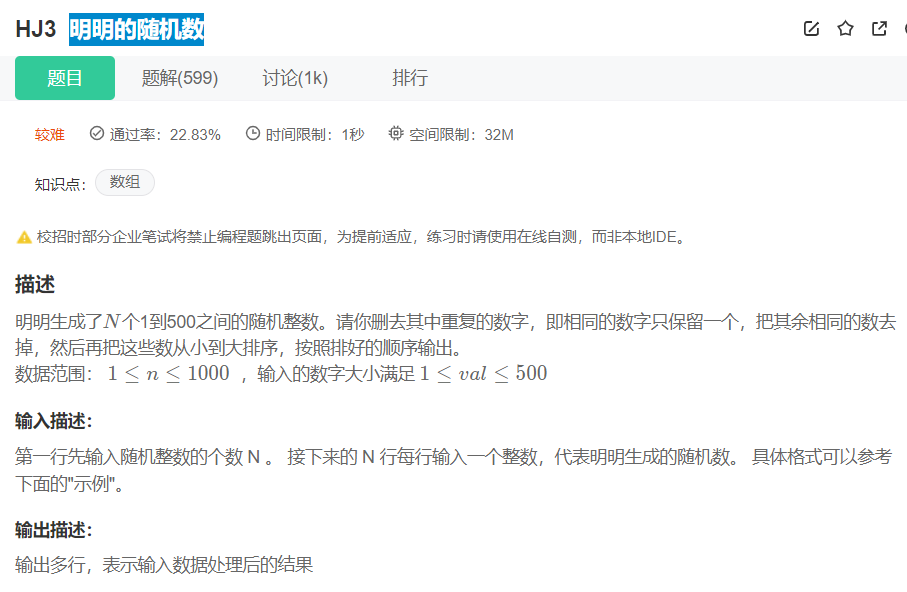 HJ3 明明的随机数
题目 题解(599) 讨论(1k) 排行
较难 通过率：22.83% 时间限制：1秒 空间限制：32M
知识点： 数组
校招时部分企业笔试将禁止编程题跳出页面，为提前适应，练习时请使用在线自测，而非本地IDE。
描述
明明生成了N个1到500之间的随机整数。请你删去其中重复的数字，即相同的数字只保留一个，把其余相同的数去
掉，然后再把这些数从小到大排序，按照排好的顺序输出。
数据范围： 1 ≤ n ≤ 1000 ，输入的数字大小满足 1 ≤ val ≤ 500
输入描述：
第一行先输入随机整数的个数 N 。 接下来的 N 行每行输入一个整数，代表明明生成的随机数。 具体格式可以参考
下面的"示例"。
输出描述：
输出多行，表示输入数据处理后的结果